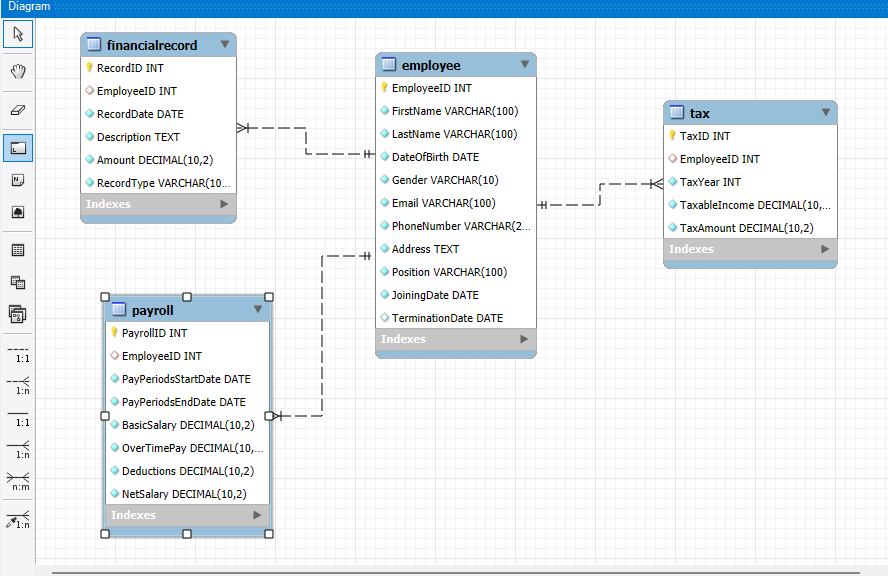 Diagram
financialrecord
RecordID INT
EmployeeID INT
RecordDate DATE
Description TEXT
Amount DECIMAL(10,2)
RecordType VARCHAR(10...
Indexes
employee
EmployeeID INT
FirstName VARCHAR(100)
LastName VARCHAR(100)
DateOfBirth DATE
Gender VARCHAR(10)
Email VARCHAR(100)
PhoneNumber VARCHAR(2...
Address TEXT
Position VARCHAR(100)
JoiningDate DATE
TerminationDate DATE
Indexes
tax
TaxID INT
EmployeeID INT
TaxYear INT
TaxableIncome DECIMAL(10,...
TaxAmount DECIMAL(10,2)
Indexes
payroll
PayrollID INT
EmployeeID INT
PayPeriodsStartDate DATE
PayPeriodsEndDate DATE
BasicSalary DECIMAL(10,2)
OverTimePay DECIMAL(10,...
Deductions DECIMAL(10,2)
NetSalary DECIMAL(10,2)
Indexes
1:1
1:n
1:1
1:n
n:m
1:n